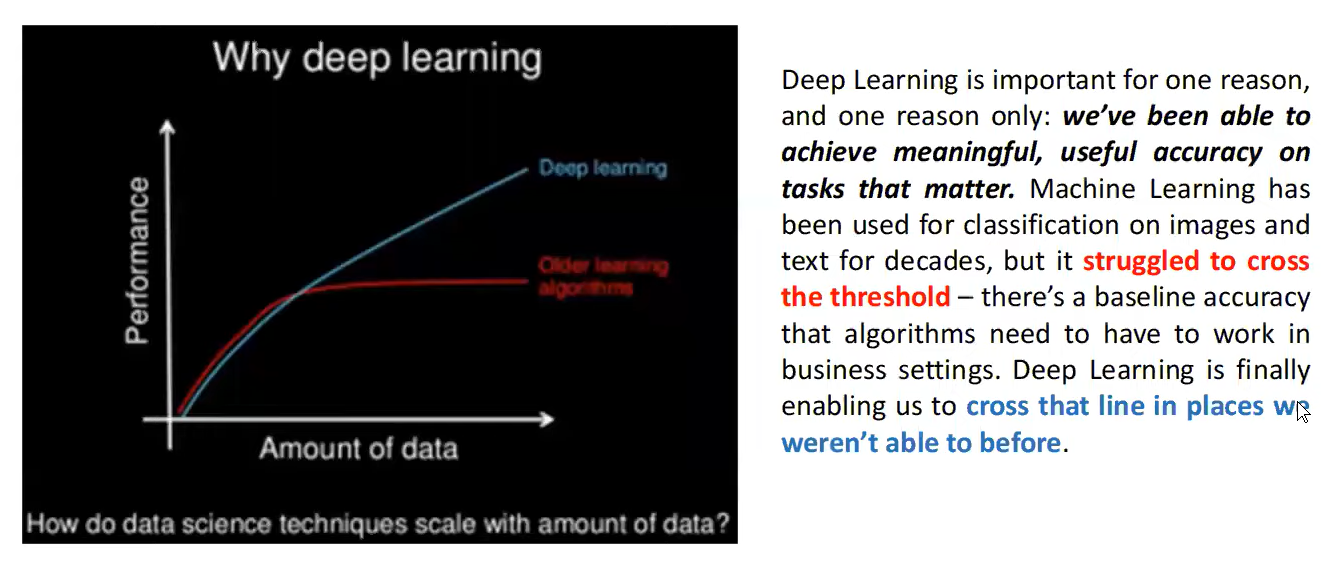 Why deep learning
Performance
Deep learning
Older learning
algorithms
Amount of data
How do data science techniques scale with amount of data?
Deep Learning is important for one reason,
and one reason only: we’ve been able to
achieve meaningful, useful accuracy on
tasks that matter. Machine Learning has
been used for classification on images and
text for decades, but it struggled to cross
the threshold – there’s a baseline accuracy
that algorithms need to have to work in
business settings. Deep Learning is finally
enabling us to cross that line in places we
weren’t able to before.